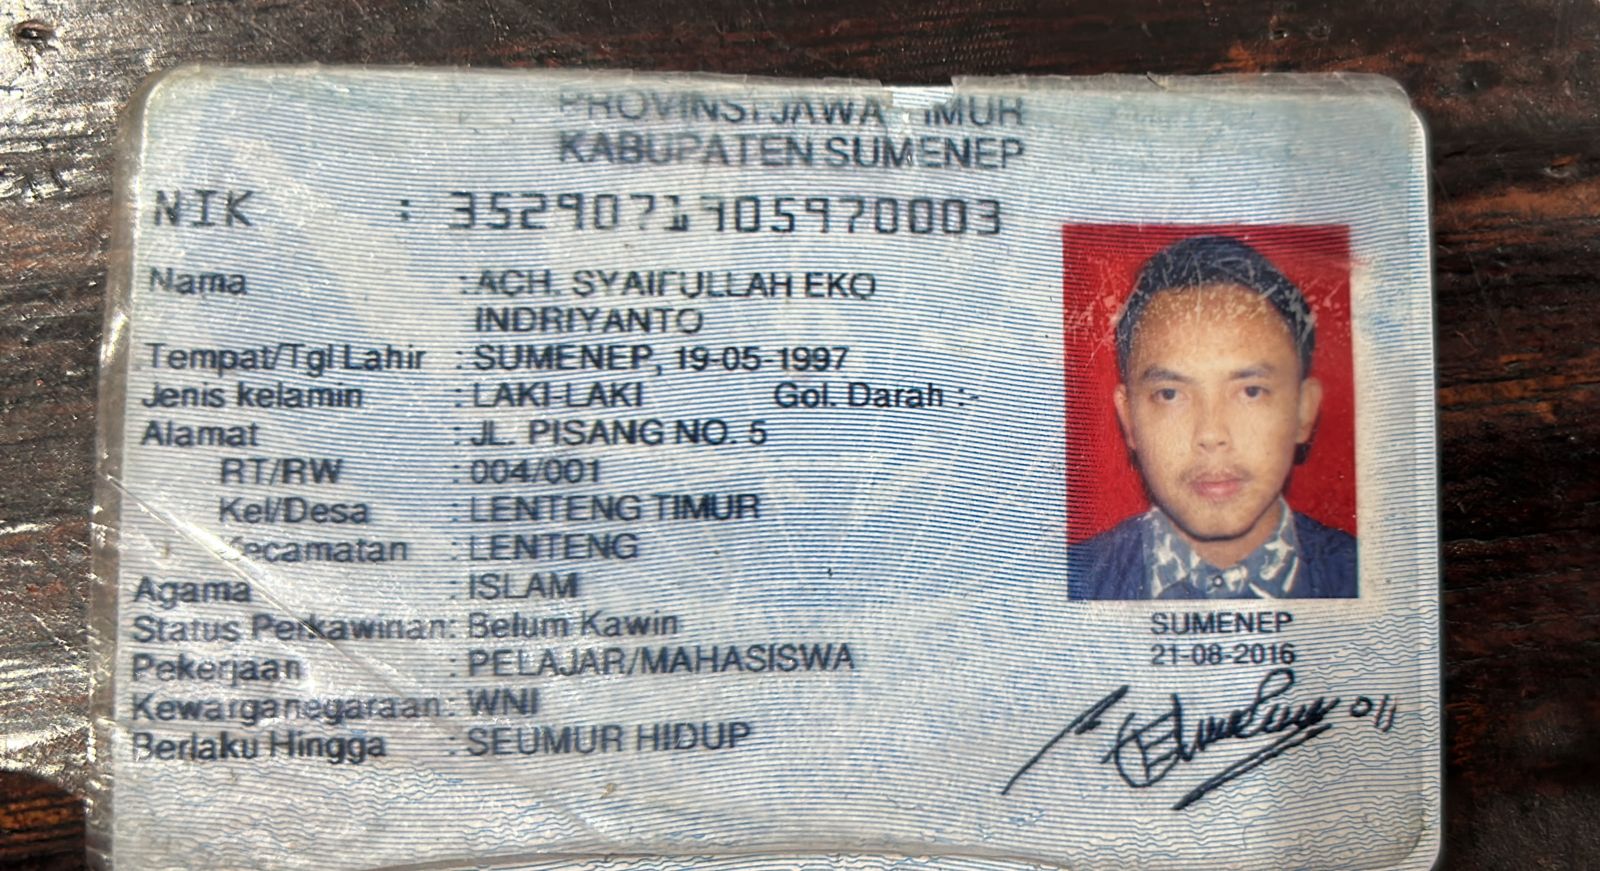 PROVINSI JAWA TIMUR
KABUPATEN SUMENEP
NIK : 3529071905970003
Nama : ACH. SYAIFULLAH EKO
INDRIYANTO
Tempat/Tgl Lahir : SUMENEP, 19-05-1997
Jenis kelamin : LAKI-LAKI Gol. Darah :-
Alamat : JL. PISANG NO. 5
RT/RW : 004/001
Kel/Desa : LENTENG TIMUR
Kecamatan : LENTENG
Agama : ISLAM
Status Perkawinan: Belum Kawin
Pekerjaan : PELAJAR/MAHASISWA
Kewarganegaraan: WNI
Berlaku Hingga : SEUMUR HIDUP
SUMENEP
21-08-2016